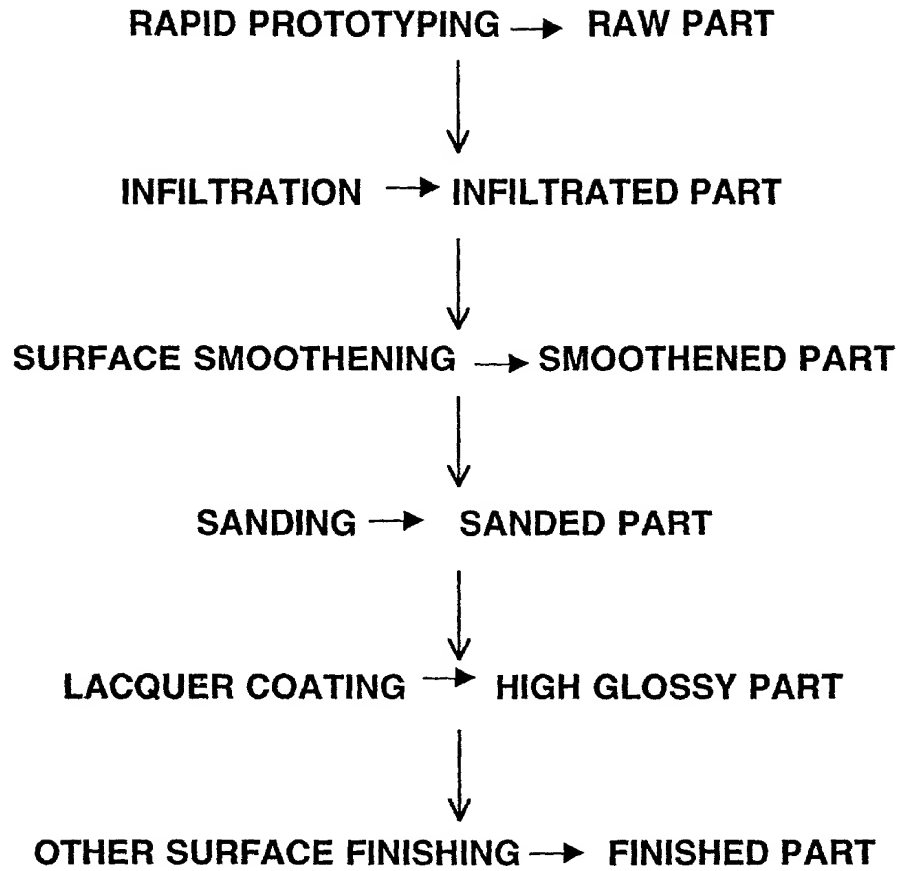 RAPID PROTOTYPING → RAW PART
INFILTRATION → INFILTRATED PART
SURFACE SMOOTHENING → SMOOTHENED PART
SANDING → SANDED PART
LACQUER COATING → HIGH GLOSSY PART
OTHER SURFACE FINISHING → FINISHED PART